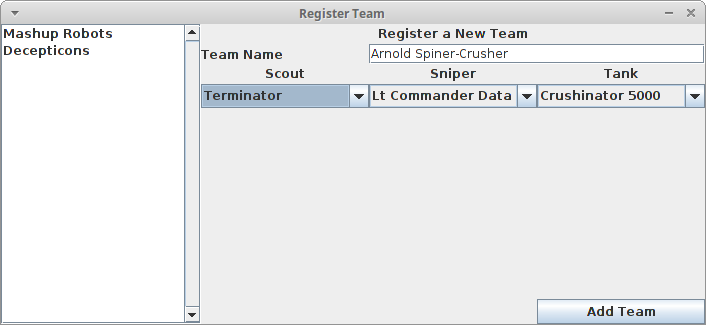 Register Team
Mashup Robots
Decepticons
Register a New Team
Team Name
Arnold Spiner-Crusher
Scout
Sniper
Tank
Terminator
Lt Commander Data
Crushinator 5000
Add Team